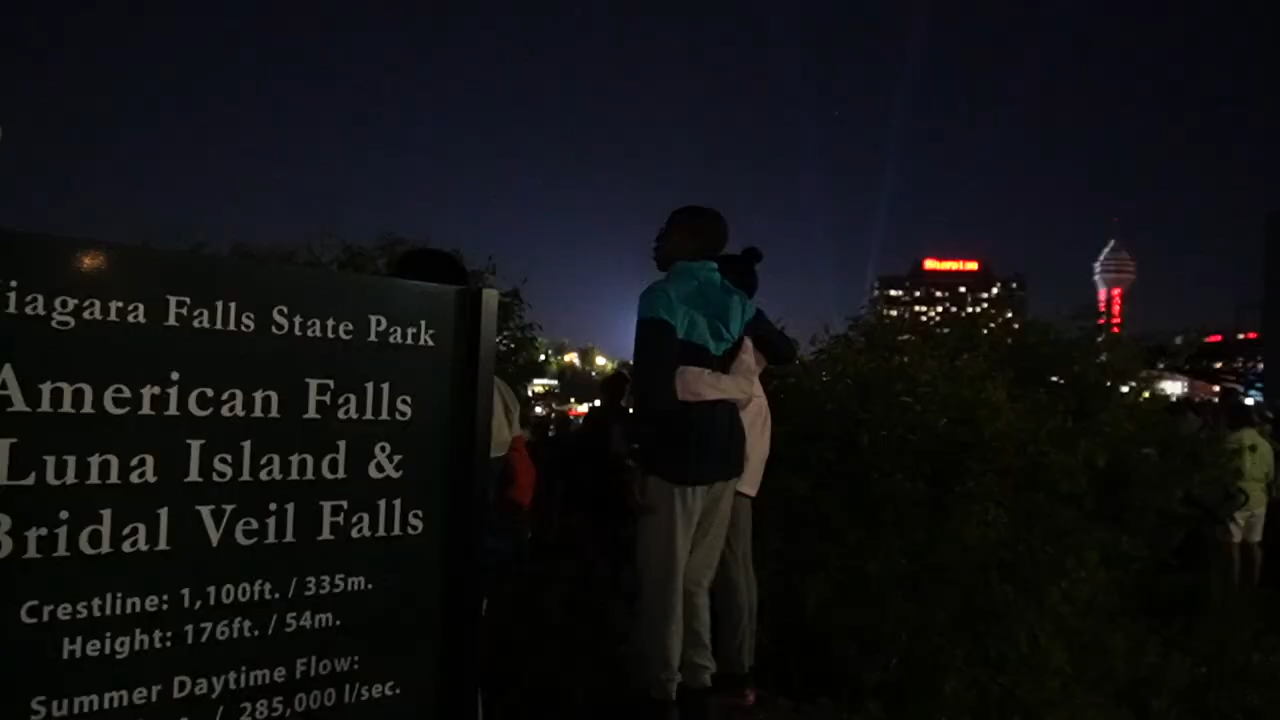 iagara Falls State Park
American Falls
Luna Island &
Bridal Veil Falls
Crestline: 1,100ft. / 335m.
Height: 176ft. / 54m.
Summer Daytime Flow:
/ 285,000 l/sec.
Sheraton